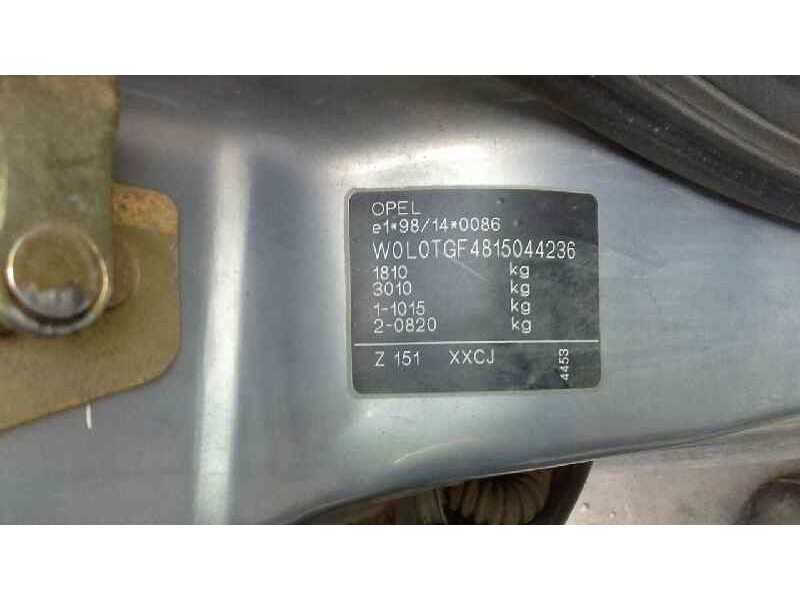 OPEL
e1*98/14*0086
W0L0TGF4815044236
1810 kg
3010 kg
1-1015 kg
2-0820 kg
Z 151 XXCJ 4453